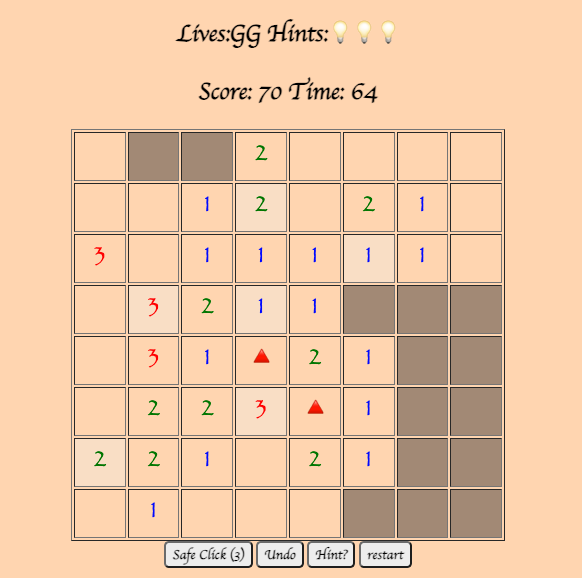 Lives:GG Hints:💡💡💡
Score: 70 Time: 64
2
1 2 2 1
3 1 1 1 1 1
3 2 1 1
3 1 🔺 2 1
2 2 3 🔺 1
2 2 1 2 1
1
Safe Click (3) Undo Hint? restart